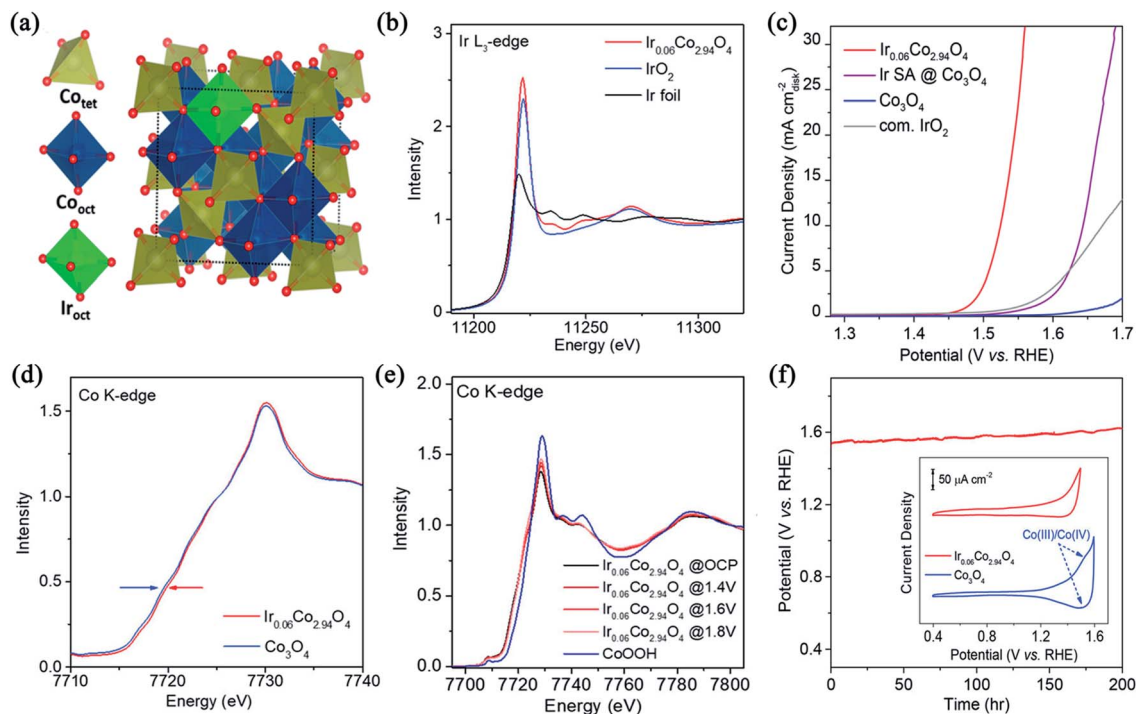 (a)
Co_tet
Co_oct
Ir_oct
(b)
Ir L₃-edge
Ir₀.₀₆Co₂.₉₄O₄
IrO₂
Ir foil
Intensity
3
2
1
0
11200
11250
11300
Energy (eV)
(c)
Ir₀.₀₆Co₂.₉₄O₄
Ir SA @ Co₃O₄
Co₃O₄
com. IrO₂
Current Density (mA cm⁻²_disk)
30
25
20
15
10
5
0
1.3
1.4
1.5
1.6
1.7
Potential (V vs. RHE)
(d)
Co K-edge
Intensity
1.5
1.0
0.5
0.0
Ir₀.₀₆Co₂.₉₄O₄
Co₃O₄
7710
7720
7730
7740
Energy (eV)
(e)
Co K-edge
Intensity
2.0
1.5
1.0
0.5
0.0
Ir₀.₀₆Co₂.₉₄O₄ @OCP
Ir₀.₀₆Co₂.₉₄O₄ @1.4V
Ir₀.₀₆Co₂.₉₄O₄ @1.6V
Ir₀.₀₆Co₂.₉₄O₄ @1.8V
CoOOH
7700
7720
7740
7760
7780
7800
Energy (eV)
(f)
Potential (V vs. RHE)
1.6
1.2
0.8
0.4
50 μA cm⁻²
Current Density
Co(III)/Co(IV)
Ir₀.₀₆Co₂.₉₄O₄
Co₃O₄
0.4
0.8
1.2
1.6
Potential (V vs. RHE)
0
50
100
150
200
Time (hr)